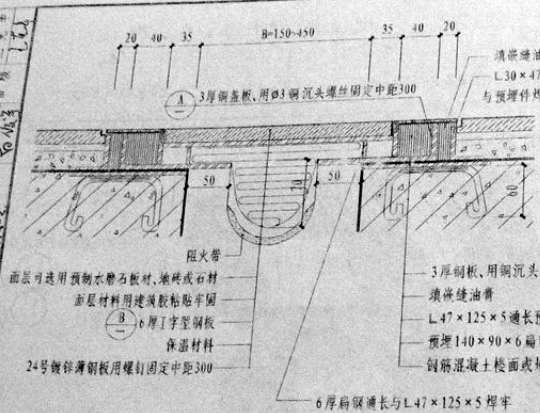 20 40 35 B=150~450 35 40 20
填嵌缝油
∟30×47
与预埋件焊
A
3厚铜盖板、用Ø3铜沉头螺丝固定中距300
50
70
50
60
阻火带
面层可选用预制水磨石板材、地砖或石材
面层材料用建筑胶粘贴牢固
B
6厚工字型钢板
保温材料
24号镀锌薄钢板用螺钉固定中距300
3厚铜板、用铜沉头
填嵌缝油膏
∟47×125×5通长预
预埋140×90×6扁
钢筋混凝土楼面或地
6厚扁钢通长与∟47×125×5焊牢